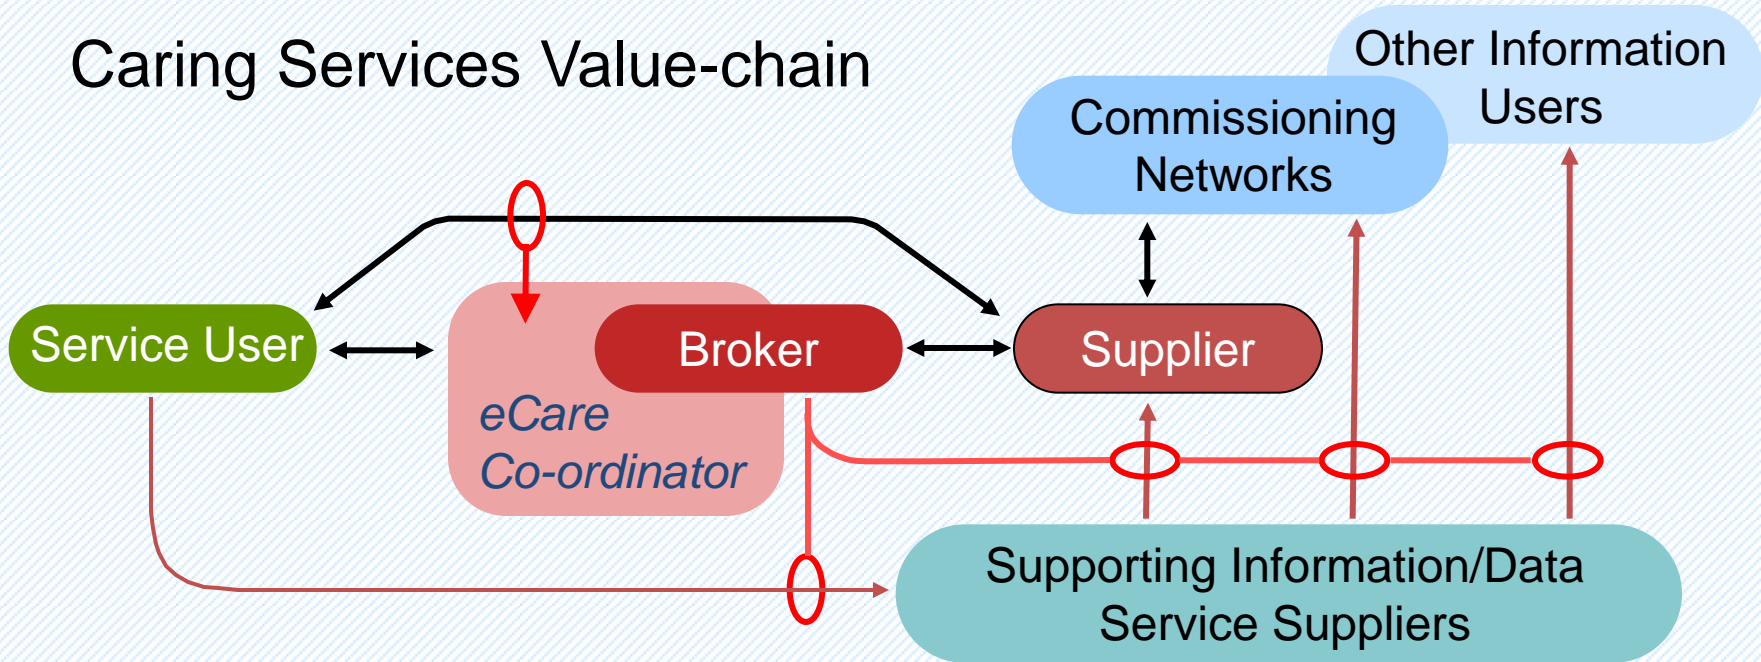 Caring Services Value-chain
Other Information
Users
Commissioning
Networks
Service User
Broker
Supplier
eCare
Co-ordinator
Supporting Information/Data
Service Suppliers